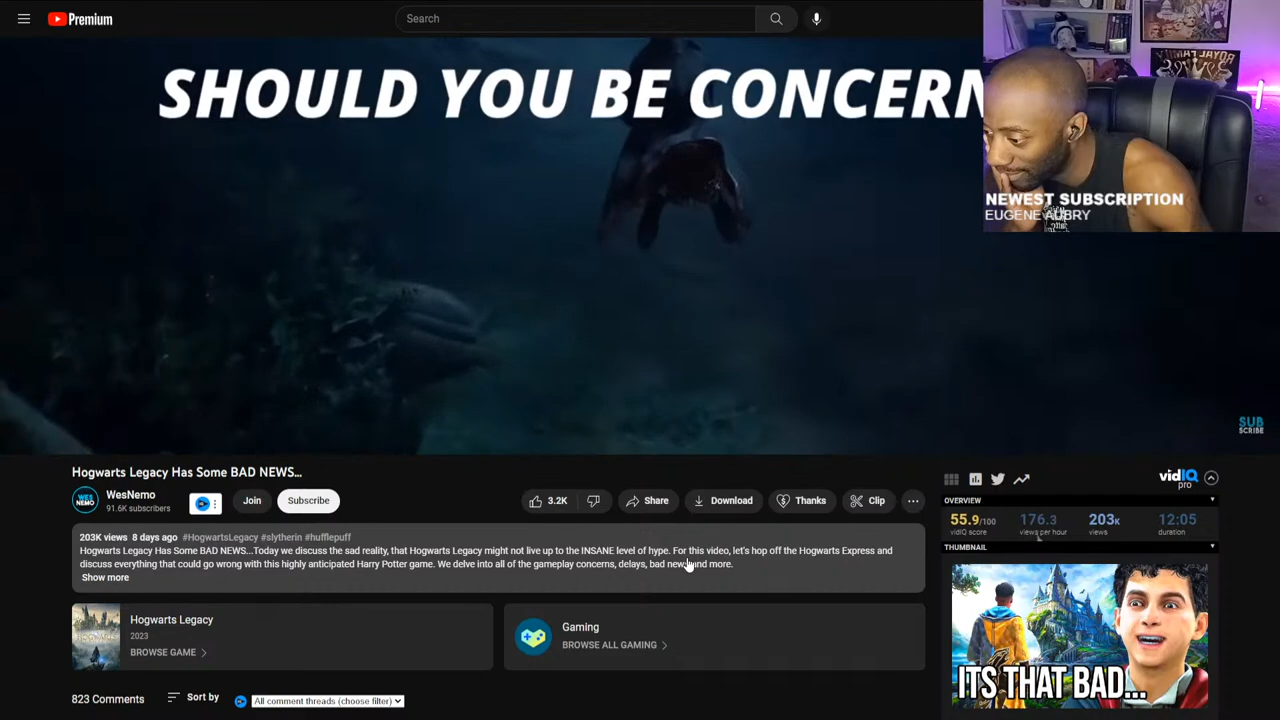 Premium
Search
SHOULD YOU BE CONCERN
ROYAL FAMILY
NEWEST SUBSCRIPTION
EUGENE AUBRY
SUB
SCRIBE
Hogwarts Legacy Has Some BAD NEWS...
WES
NEMO
WesNemo
91.6K subscribers
Join
Subscribe
3.2K
Share
Download
Thanks
Clip
203K views 8 days ago #HogwartsLegacy #slytherin #hufflepuff
Hogwarts Legacy Has Some BAD NEWS...Today we discuss the sad reality, that Hogwarts Legacy might not live up to the INSANE level of hype. For this video, let's hop off the Hogwarts Express and
discuss everything that could go wrong with this highly anticipated Harry Potter game. We delve into all of the gameplay concerns, delays, bad news and more.
Show more
Hogwarts Legacy
2023
BROWSE GAME
Gaming
BROWSE ALL GAMING
823 Comments
Sort by
All comment threads (choose filter)
vidIQ
pro
OVERVIEW
55.9/100
vidIQ score
176.3
views per hour
203K
views
12:05
duration
THUMBNAIL
ITS THAT BAD...